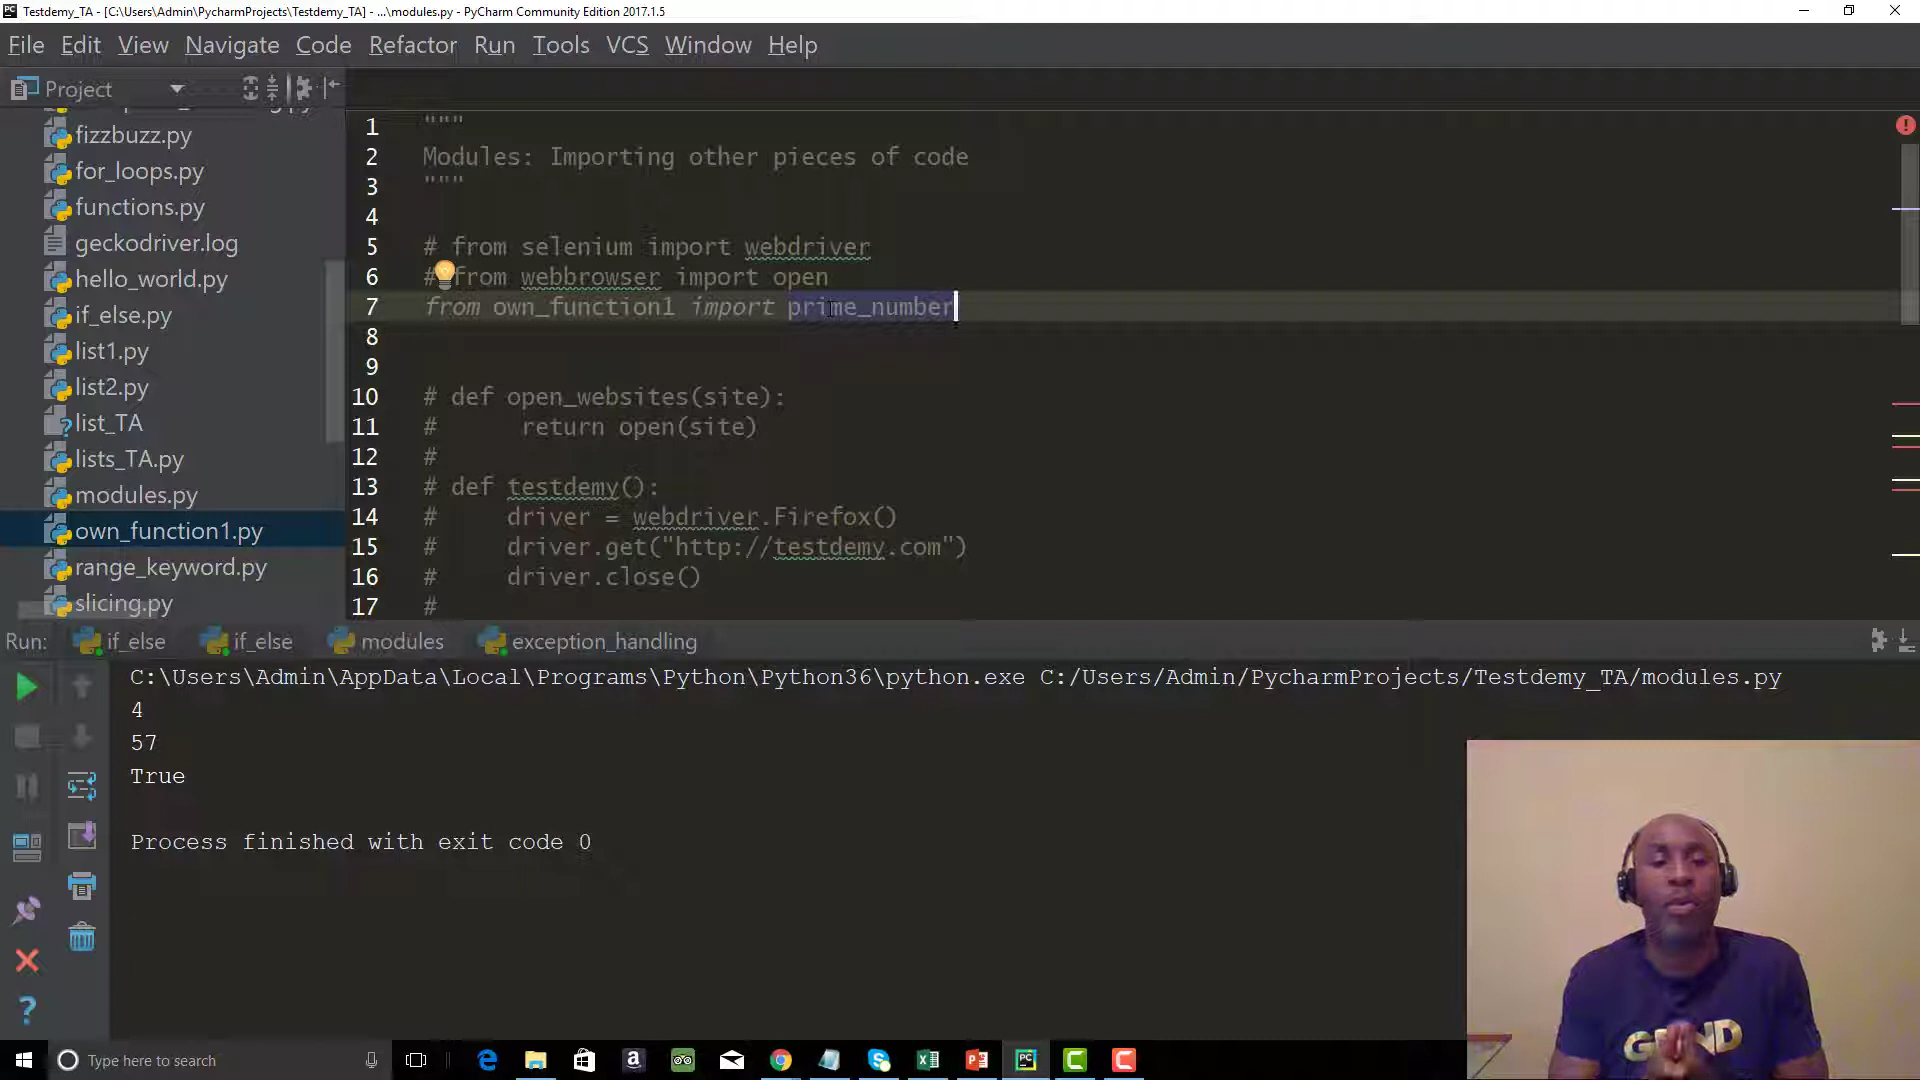 Testdemy_TA - [C:\Users\Admin\PycharmProjects\Testdemy_TA] - ...\modules.py - PyCharm Community Edition 2017.1.5
File Edit View Navigate Code Refactor Run Tools VCS Window Help
Project
fizzbuzz.py
for_loops.py
functions.py
geckodriver.log
hello_world.py
if_else.py
list1.py
list2.py
list_TA
lists_TA.py
modules.py
own_function1.py
range_keyword.py
slicing.py
1 """
2 Modules: Importing other pieces of code
3 """
4
5 # from selenium import webdriver
6 # from webbrowser import open
7 from own_function1 import prime_number
8
9
10 # def open_websites(site):
11 #     return open(site)
12 #
13 # def testdemy():
14 #     driver = webdriver.Firefox()
15 #     driver.get("http://testdemy.com")
16 #     driver.close()
17 #
Run: if_else if_else modules exception_handling
C:\Users\Admin\AppData\Local\Programs\Python\Python36\python.exe C:/Users/Admin/PycharmProjects/Testdemy_TA/modules.py
4
57
True
Process finished with exit code 0
Type here to search